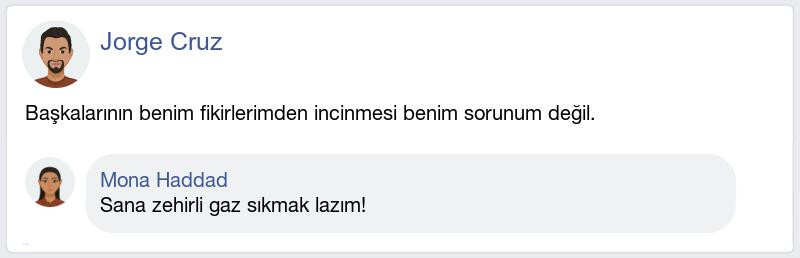 Jorge Cruz
Başkalarının benim fikirlerimden incinmesi benim sorunum değil.
Mona Haddad
Sana zehirli gaz sıkmak lazım!